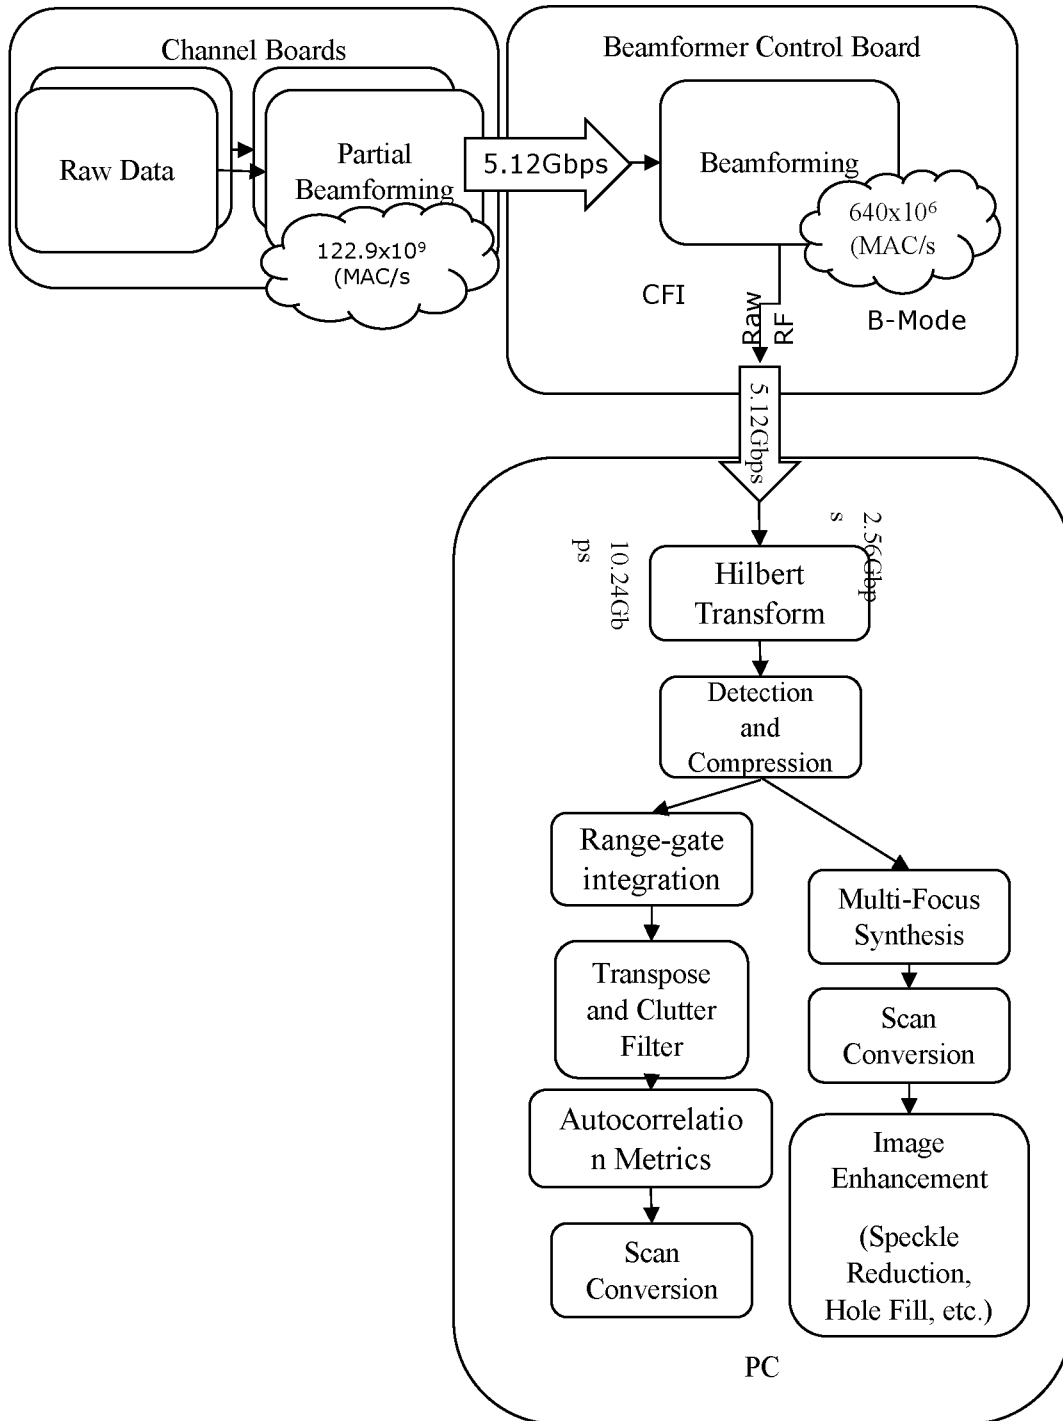 Channel Boards
Raw Data
Partial
Beamforming
122.9x10⁹
(MAC/s
5.12Gbps
Beamformer Control Board
Beamforming
640x10⁶
(MAC/s
CFI
Raw
RF
B-Mode
5.12Gbps
2.56Gbp
s
10.24Gb
ps
Hilbert
Transform
Detection
and
Compression
Range-gate
integration
Transpose
and Clutter
Filter
Autocorrelatio
n Metrics
Scan
Conversion
Multi-Focus
Synthesis
Scan
Conversion
Image
Enhancement
(Speckle
Reduction,
Hole Fill, etc.)
PC